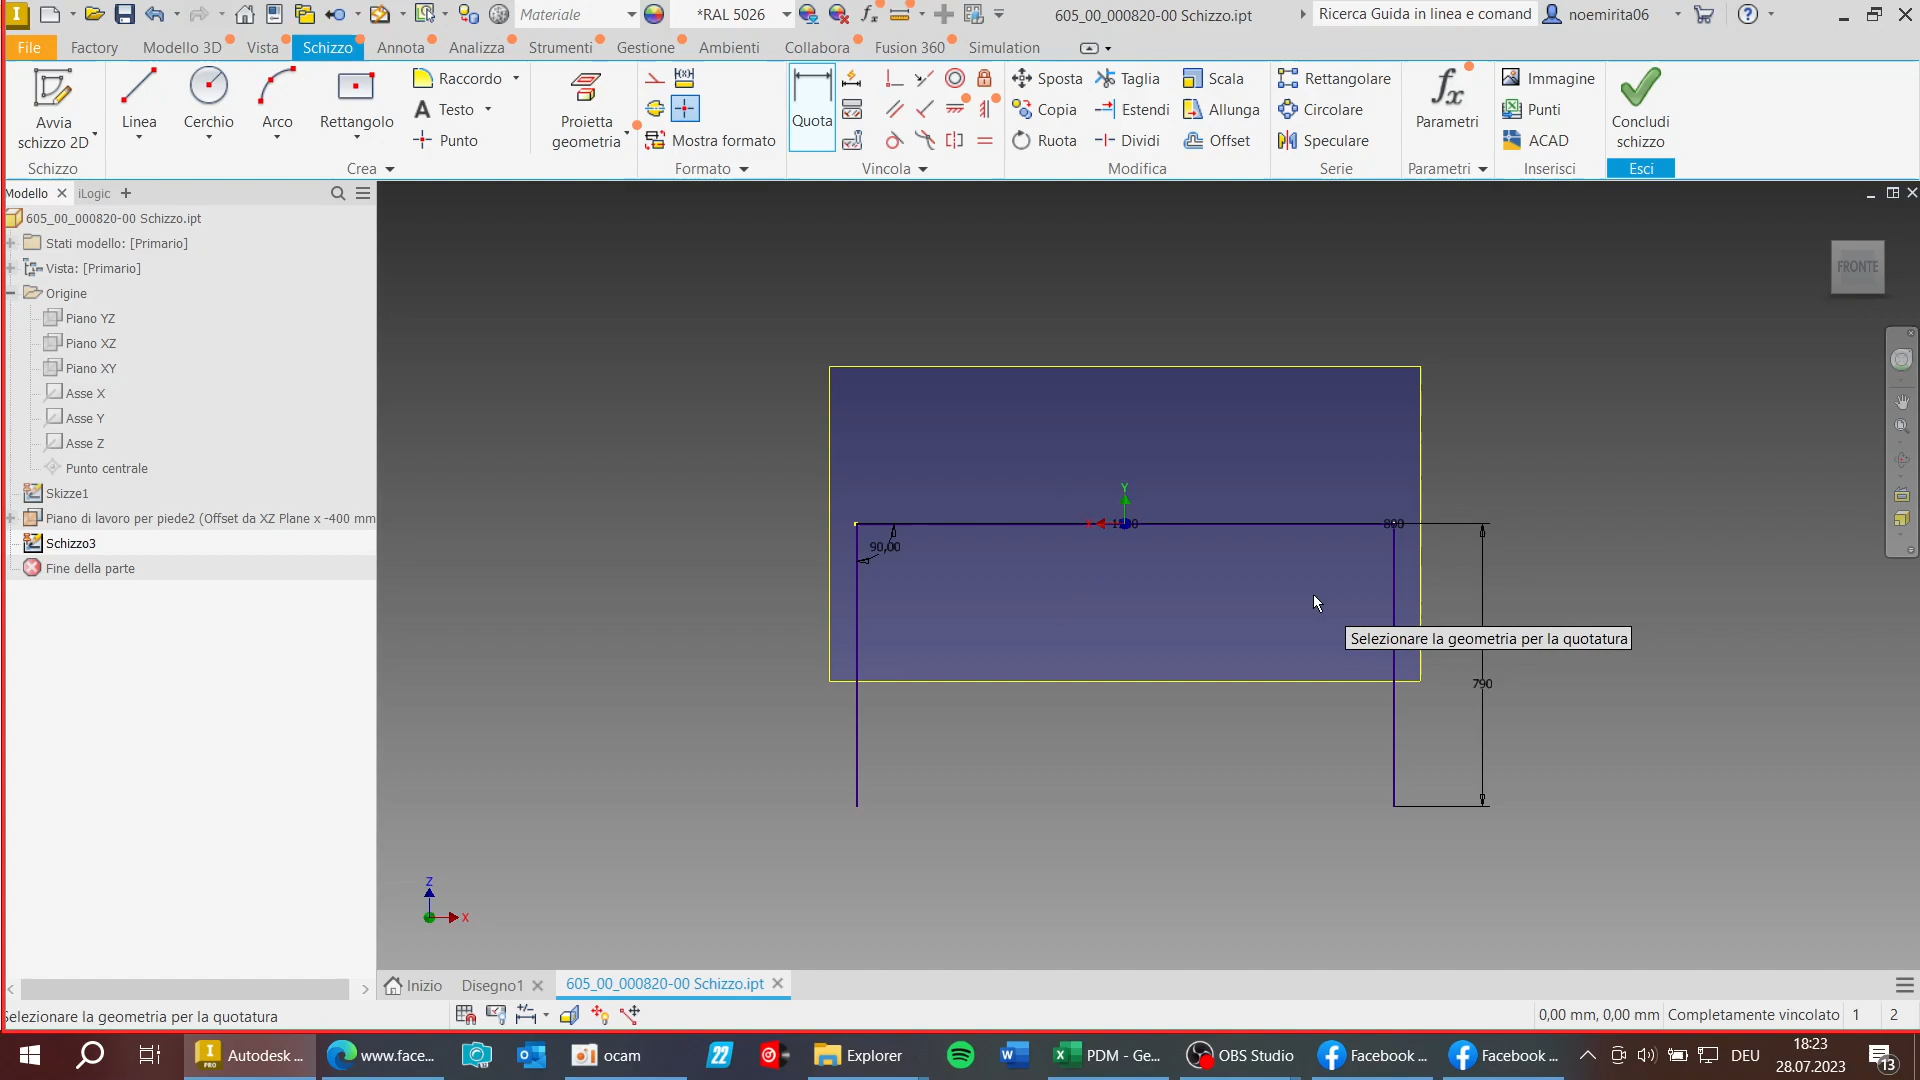 Materiale
*RAL 5026
605_00_000820-00 Schizzo.ipt
Ricerca Guida in linea e comand
noemirita06
File
Factory
Modello 3D
Vista
Schizzo
Annota
Analizza
Strumenti
Gestione
Ambienti
Collabora
Fusion 360
Simulation
Avvia
schizzo 2D
Linea
Cerchio
Arco
Rettangolo
Raccordo
Testo
Punto
Proietta
geometria
Mostra formato
Quota
Sposta
Copia
Ruota
Taglia
Estendi
Dividi
Scala
Allunga
Offset
Rettangolare
Circolare
Speculare
Parametri
Immagine
Punti
ACAD
Concludi
schizzo
Schizzo
Crea
Formato
Vincola
Modifica
Serie
Parametri
Inserisci
Esci
Modello
iLogic
605_00_000820-00 Schizzo.ipt
Stati modello: [Primario]
Vista: [Primario]
Origine
Piano YZ
Piano XZ
Piano XY
Asse X
Asse Y
Asse Z
Punto centrale
Skizze1
Piano di lavoro per piede2 (Offset da XZ Plane x -400 mm
Schizzo3
Fine della parte
FRONTE
Y
X
800
90,00
Selezionare la geometria per la quotatura
790
Z
X
Inizio
Disegno1
605_00_000820-00 Schizzo.ipt
Selezionare la geometria per la quotatura
0,00 mm, 0,00 mm
Completamente vincolato
1
2
Autodesk ...
www.face...
ocam
22
Explorer
PDM - Ge...
OBS Studio
Facebook ...
Facebook ...
DEU
18:23
28.07.2023
13